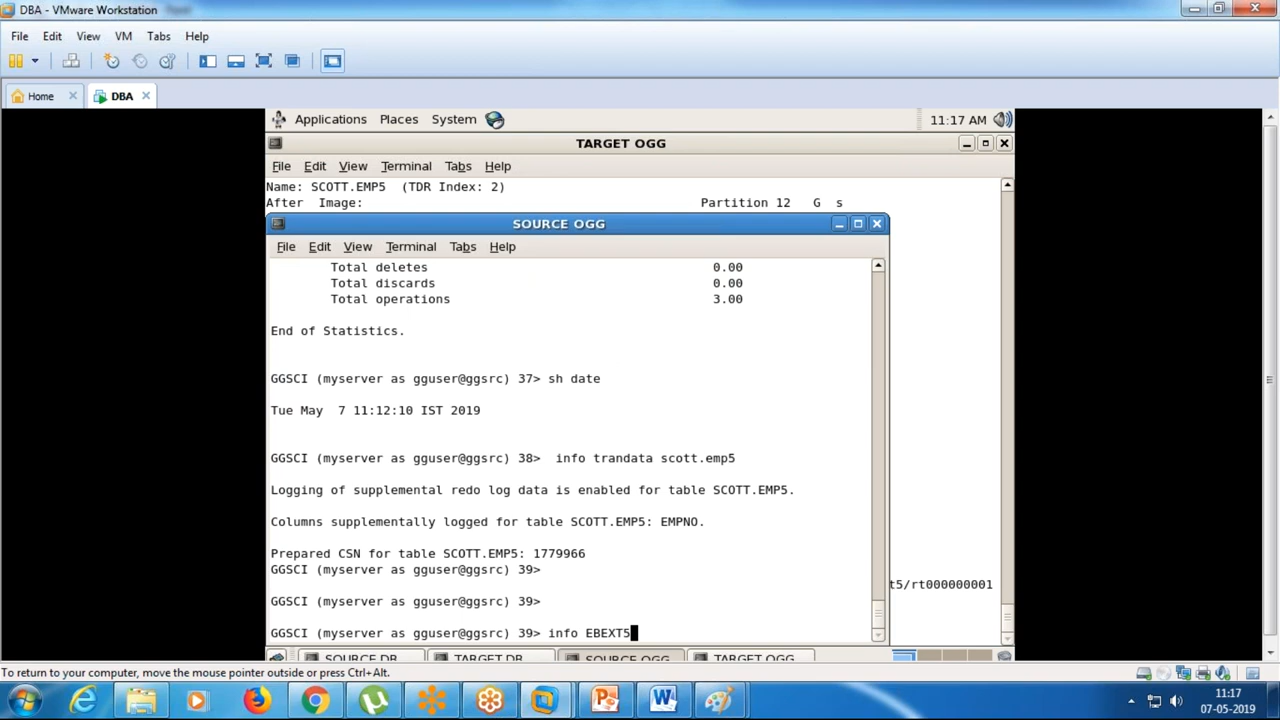 DBA - VMware Workstation
File Edit View VM Tabs Help
Home DBA
Applications Places System 11:17 AM
TARGET OGG
File Edit View Terminal Tabs Help
Name: SCOTT.EMP5 (TDR Index: 2)
After Image: Partition 12 G s
SOURCE OGG
File Edit View Terminal Tabs Help
Total deletes 0.00
Total discards 0.00
Total operations 3.00
End of Statistics.
GGSCI (myserver as gguser@ggsrc) 37> sh date
Tue May 7 11:12:10 IST 2019
GGSCI (myserver as gguser@ggsrc) 38> info trandata scott.emp5
Logging of supplemental redo log data is enabled for table SCOTT.EMP5.
Columns supplementally logged for table SCOTT.EMP5: EMPNO.
Prepared CSN for table SCOTT.EMP5: 1779966
GGSCI (myserver as gguser@ggsrc) 39>
t5/rt000000001
GGSCI (myserver as gguser@ggsrc) 39>
GGSCI (myserver as gguser@ggsrc) 39> info EBEXT5
SOURCE DB TARGET DB SOURCE OGG TARGET OGG
To return to your computer, move the mouse pointer outside or press Ctrl+Alt.
11:17
07-05-2019